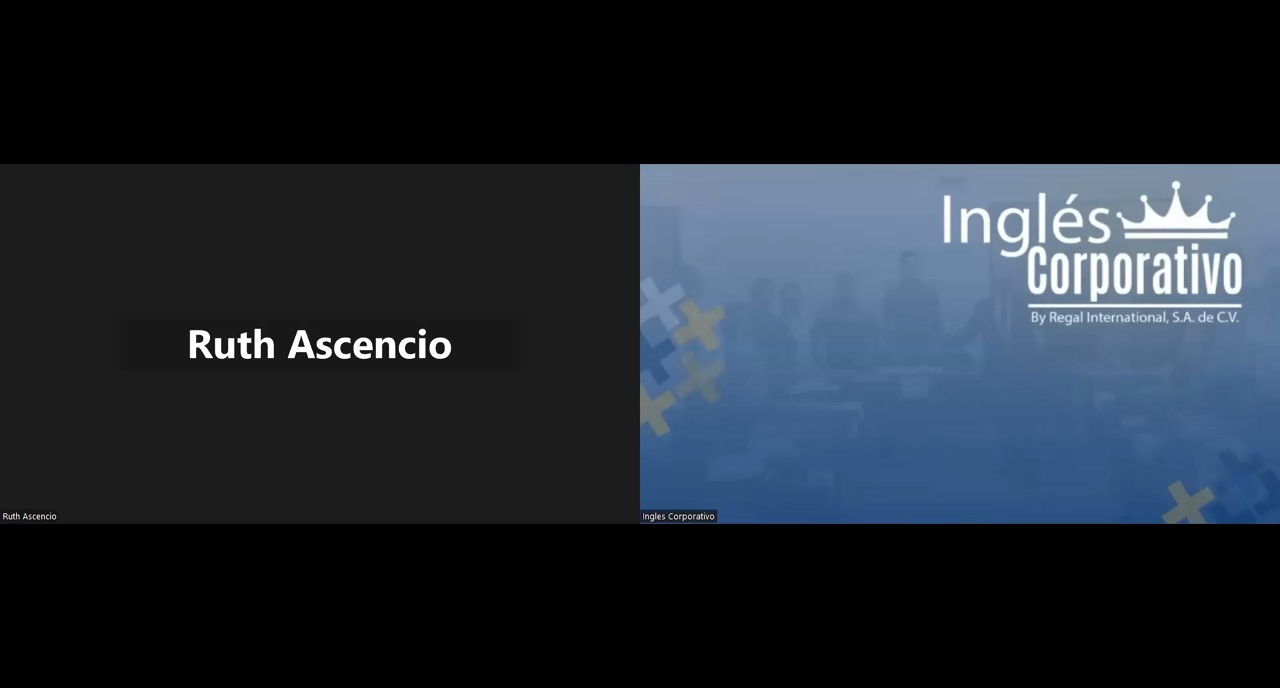 Ruth Ascencio
Ruth Ascencio
Inglés
Corporativo
By Regal International, S.A. de C.V.
Ingles Corporativo